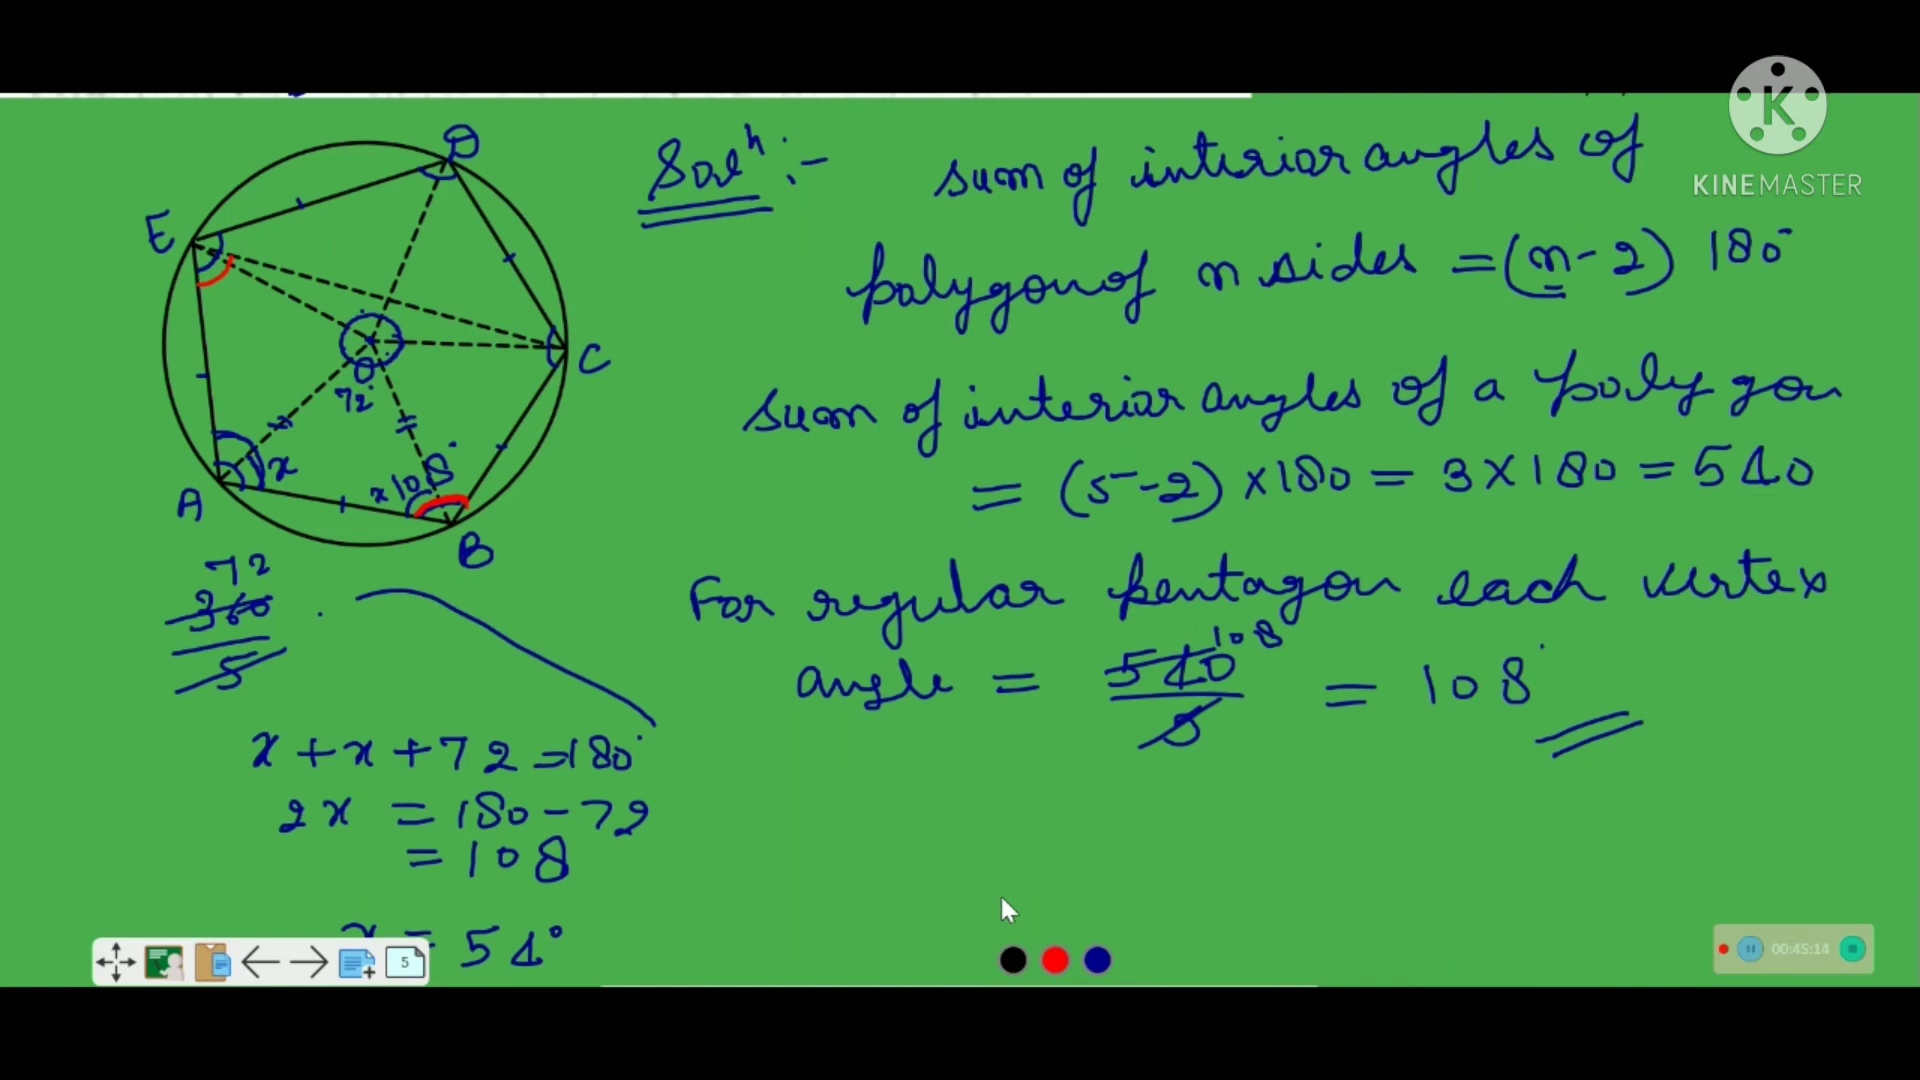 KINEMASTER
Solⁿ :- sum of interior angles of
polygon of n sides = (n-2) 180°
sum of interior angles of a polygon
= (5-2) × 180 = 3 × 180 = 540
For regular pentagon each vertex
angle = 540/5 108 = 108°
D
E
C
O
72°
A
x
x 108°
B
72
360
5
x + x + 72 = 180°
2x = 180 - 72
= 108
x = 54°
5
00:45:14